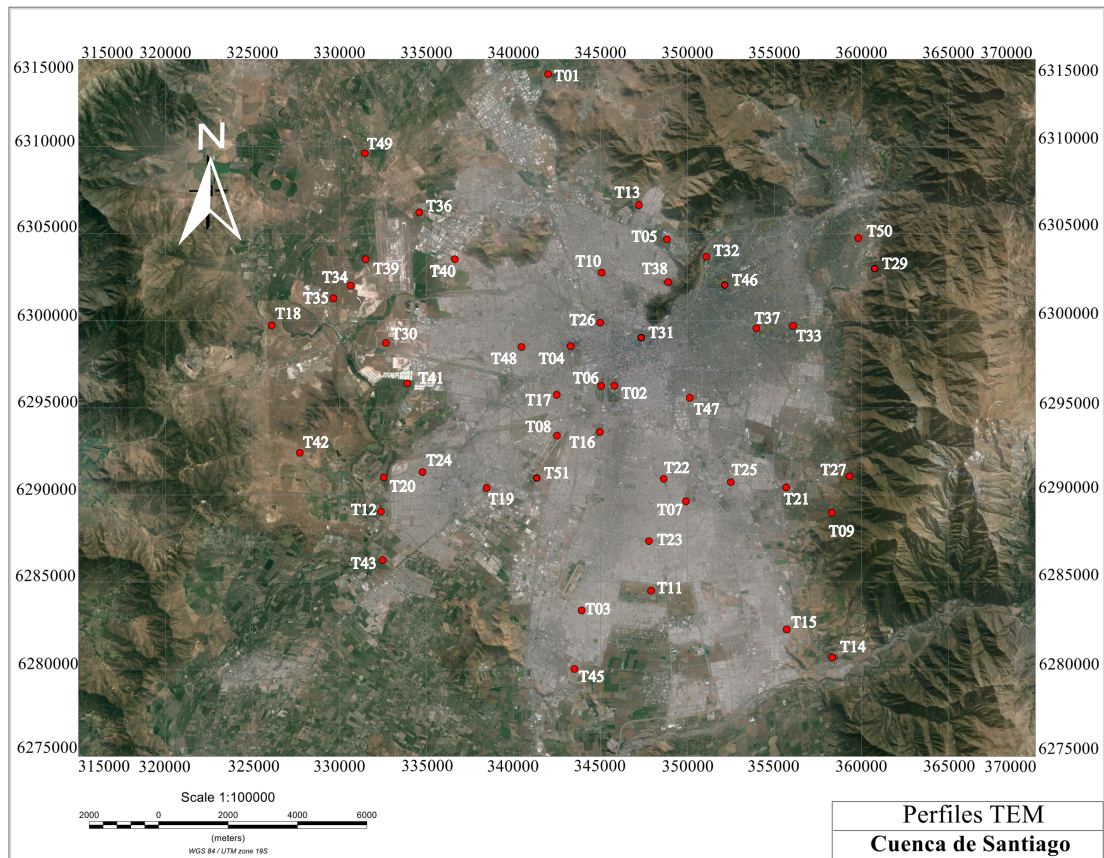 315000 320000 325000 330000 335000 340000 345000 350000 355000 360000 365000 370000
6315000 6315000
T01
6310000 6310000
N
T49
T13
T36
6305000 6305000
T05
T50
T32
T39
T40
T10
T38
T29
T34
T46
T35
6300000 6300000
T18
T26
T37
T33
T30
T31
T48
T04
T41
T06
T02
6295000 6295000
T17
T47
T08
T16
T42
T24
T22
T25
T27
T20
T51
6290000 6290000
T19
T21
T12
T07
T09
T23
T43
6285000 6285000
T11
T03
T15
T14
6280000 6280000
T45
6275000 6275000
315000 320000 325000 330000 335000 340000 345000 350000 355000 360000 365000 370000
Scale 1:100000
2000 0 2000 4000 6000
(meters)
WGS 84 / UTM zone 19S
Perfiles TEM
Cuenca de Santiago